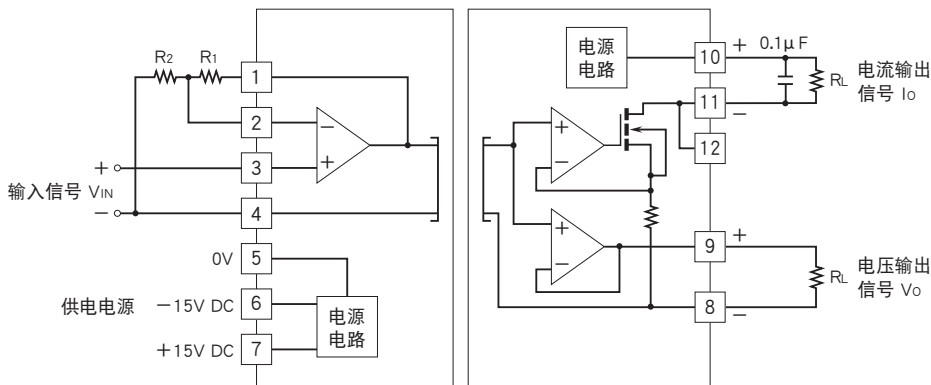 R2 R1
1
2
3
4
5
6
7
−
+
+
输入信号 VIN
−
0V
供电电源
−15V DC
+15V DC
电源
电路
电源
电路
10
11
12
9
8
+
0.1μF
−
RL
电流输出
信号 Io
+
−
+
−
+
−
RL
电压输出
信号 Vo